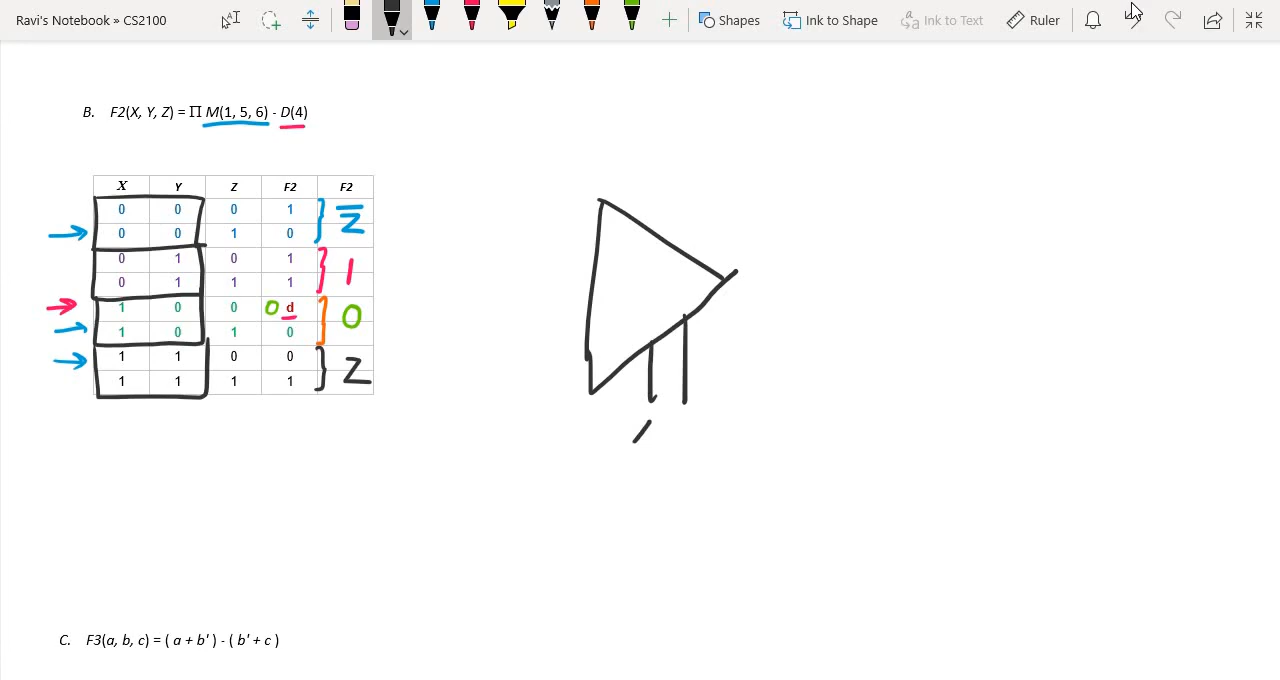 Ravi's Notebook » CS2100
Shapes
Ink to Shape
Ink to Text
Ruler
B. F2(X, Y, Z) = Π M(1, 5, 6) - D(4)
X Y Z F2 F2
0 0 0 1 Z̅
0 0 1 0
0 1 0 1 1
0 1 1 1
1 0 0 0 d 0
1 0 1 0
1 1 0 0 Z
1 1 1 1
C. F3(a, b, c) = ( a + b' ) - ( b' + c )